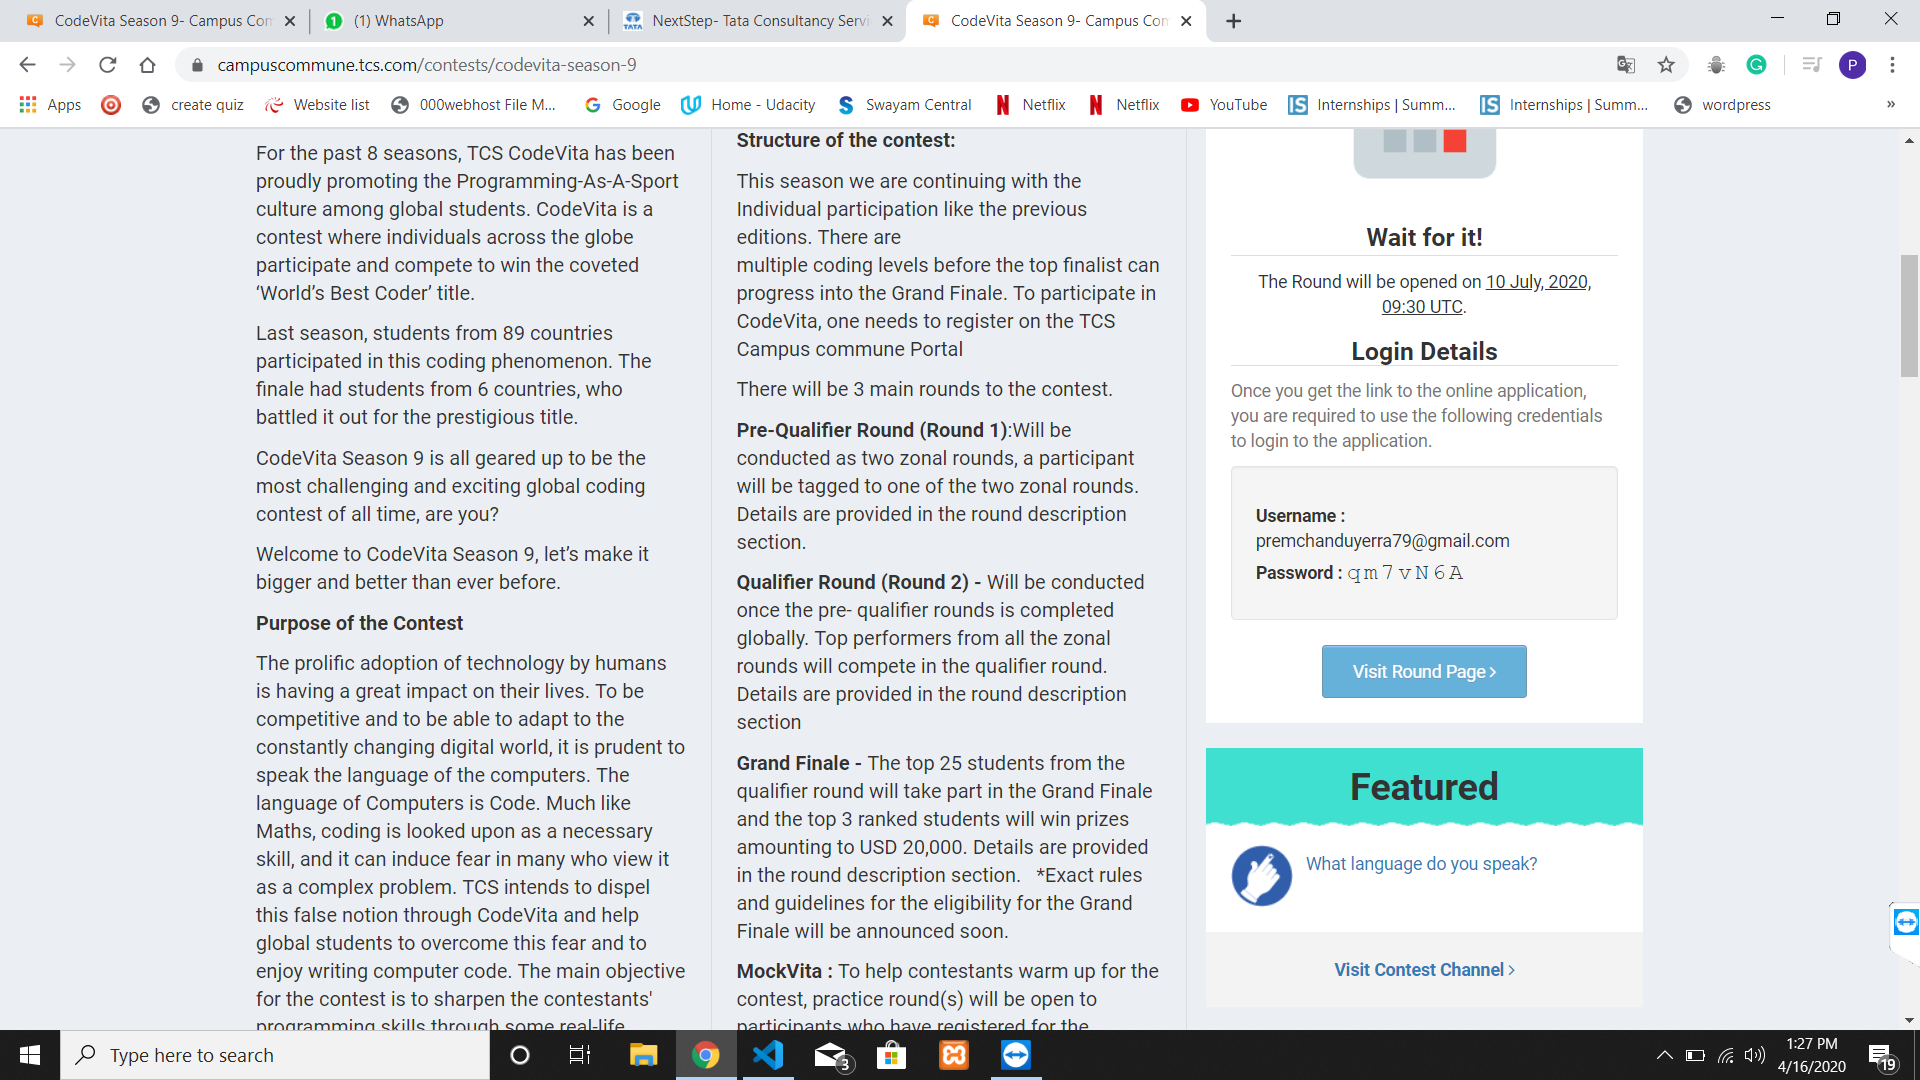 CodeVita Season 9- Campus Com
(1) WhatsApp
NextStep- Tata Consultancy Servi
CodeVita Season 9- Campus Com
campuscommune.tcs.com/contests/codevita-season-9
P
Apps
create quiz
Website list
000webhost File M...
Google
Home - Udacity
Swayam Central
Netflix
Netflix
YouTube
Internships | Summ...
Internships | Summ...
wordpress
»
For the past 8 seasons, TCS CodeVita has been
proudly promoting the Programming-As-A-Sport
culture among global students. CodeVita is a
contest where individuals across the globe
participate and compete to win the coveted
‘World’s Best Coder’ title.
Last season, students from 89 countries
participated in this coding phenomenon. The
finale had students from 6 countries, who
battled it out for the prestigious title.
CodeVita Season 9 is all geared up to be the
most challenging and exciting global coding
contest of all time, are you?
Welcome to CodeVita Season 9, let’s make it
bigger and better than ever before.
Purpose of the Contest
The prolific adoption of technology by humans
is having a great impact on their lives. To be
competitive and to be able to adapt to the
constantly changing digital world, it is prudent to
speak the language of the computers. The
language of Computers is Code. Much like
Maths, coding is looked upon as a necessary
skill, and it can induce fear in many who view it
as a complex problem. TCS intends to dispel
this false notion through CodeVita and help
global students to overcome this fear and to
enjoy writing computer code. The main objective
for the contest is to sharpen the contestants'
programming skills through some real-life
Structure of the contest:
This season we are continuing with the
Individual participation like the previous
editions. There are
multiple coding levels before the top finalist can
progress into the Grand Finale. To participate in
CodeVita, one needs to register on the TCS
Campus commune Portal
There will be 3 main rounds to the contest.
Pre-Qualifier Round (Round 1):Will be
conducted as two zonal rounds, a participant
will be tagged to one of the two zonal rounds.
Details are provided in the round description
section.
Qualifier Round (Round 2) - Will be conducted
once the pre- qualifier rounds is completed
globally. Top performers from all the zonal
rounds will compete in the qualifier round.
Details are provided in the round description
section
Grand Finale - The top 25 students from the
qualifier round will take part in the Grand Finale
and the top 3 ranked students will win prizes
amounting to USD 20,000. Details are provided
in the round description section. *Exact rules
and guidelines for the eligibility for the Grand
Finale will be announced soon.
MockVita : To help contestants warm up for the
contest, practice round(s) will be open to
participants who have registered for the
Wait for it!
The Round will be opened on 10 July, 2020,
09:30 UTC.
Login Details
Once you get the link to the online application,
you are required to use the following credentials
to login to the application.
Username :
premchanduyerra79@gmail.com
Password : qm7vN6A
Visit Round Page >
Featured
What language do you speak?
Visit Contest Channel >
Type here to search
3
1:27 PM
4/16/2020
19